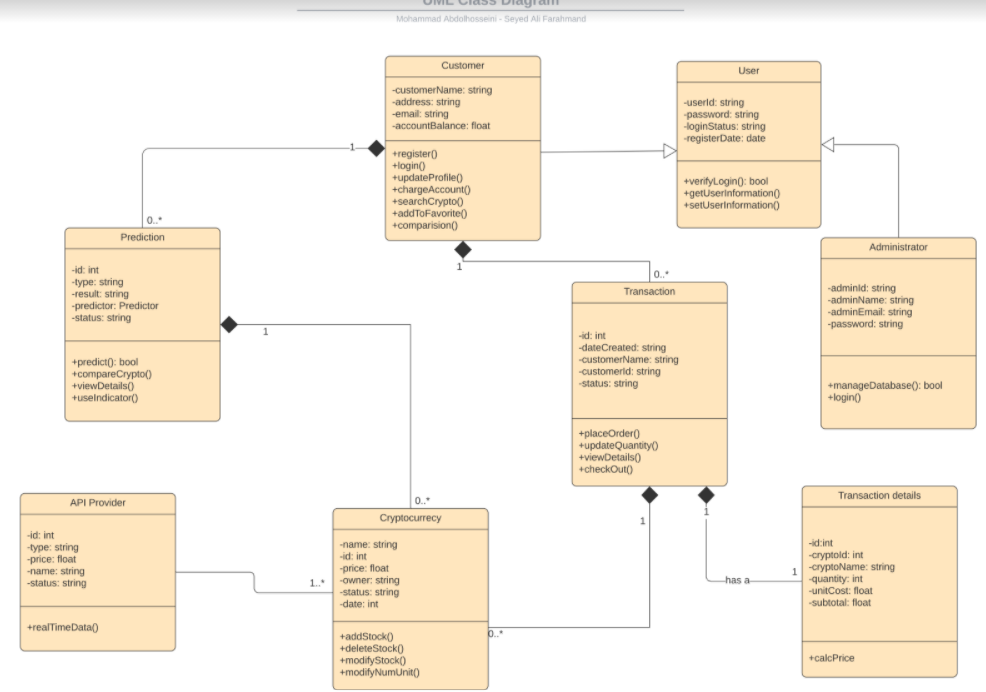 UML Class Diagram
Mohammad Abdolhosseini - Seyed Ali Farahmand
Customer
-customerName: string
-address: string
-email: string
-accountBalance: float
+register()
+login()
+updateProfile()
+chargeAccount()
+searchCrypto()
+addToFavorite()
+comparision()
User
-userId: string
-password: string
-loginStatus: string
-registerDate: date
+verifyLogin(): bool
+getUserInformation()
+setUserInformation()
1
0..*
Prediction
-id: int
-type: string
-result: string
-predictor: Predictor
-status: string
+predict(): bool
+compareCrypto()
+viewDetails()
+useIndicator()
1
0..*
Transaction
-id: int
-dateCreated: string
-customerName: string
-customerId: string
-status: string
+placeOrder()
+updateQuantity()
+viewDetails()
+checkOut()
Administrator
-adminId: string
-adminName: string
-adminEmail: string
-password: string
+manageDatabase(): bool
+login()
1
0..*
API Provider
-id: int
-type: string
-price: float
-name: string
-status: string
+realTimeData()
1..*
Cryptocurrecy
-name: string
-id: int
-price: float
-owner: string
-status: string
-date: int
+addStock()
+deleteStock()
+modifyStock()
+modifyNumUnit()
1
0..*
1
has a
1
Transaction details
-id:int
-cryptoId: int
-cryptoName: string
-quantity: int
-unitCost: float
-subtotal: float
+calcPrice